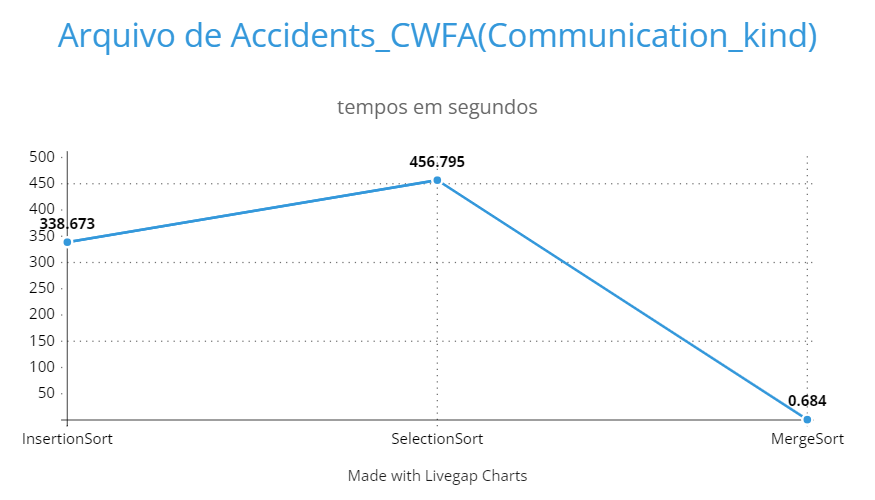 Arquivo de Accidents_CWFA(Communication_kind)
tempos em segundos
500
450
400
350
300
250
200
150
100
50
338.673
456.795
0.684
InsertionSort
SelectionSort
MergeSort
Made with Livegap Charts